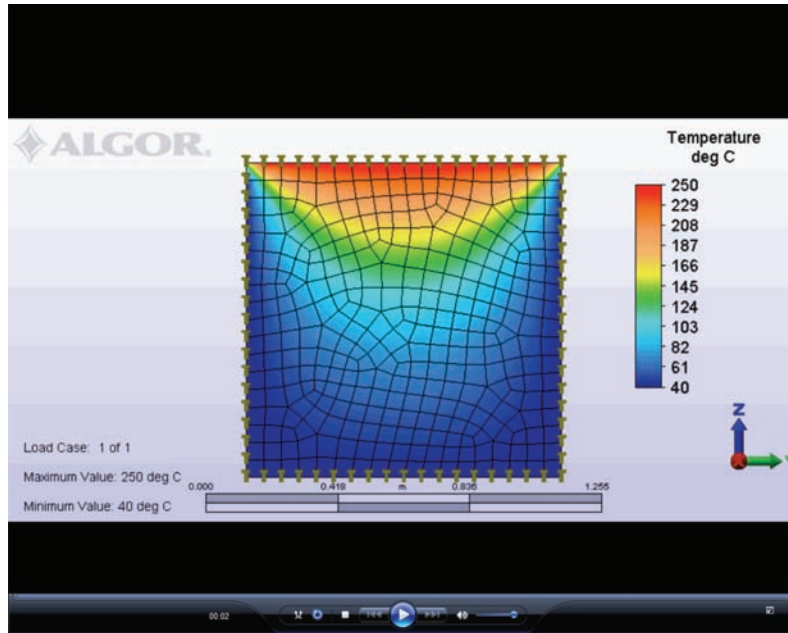 ALGOR.
Temperature
deg C
250
229
208
187
166
145
124
103
82
61
40
Z
Y
Load Case: 1 of 1
Maximum Value: 250 deg C
Minimum Value: 40 deg C
0.000 0.418 m 0.836 1.255
00:02